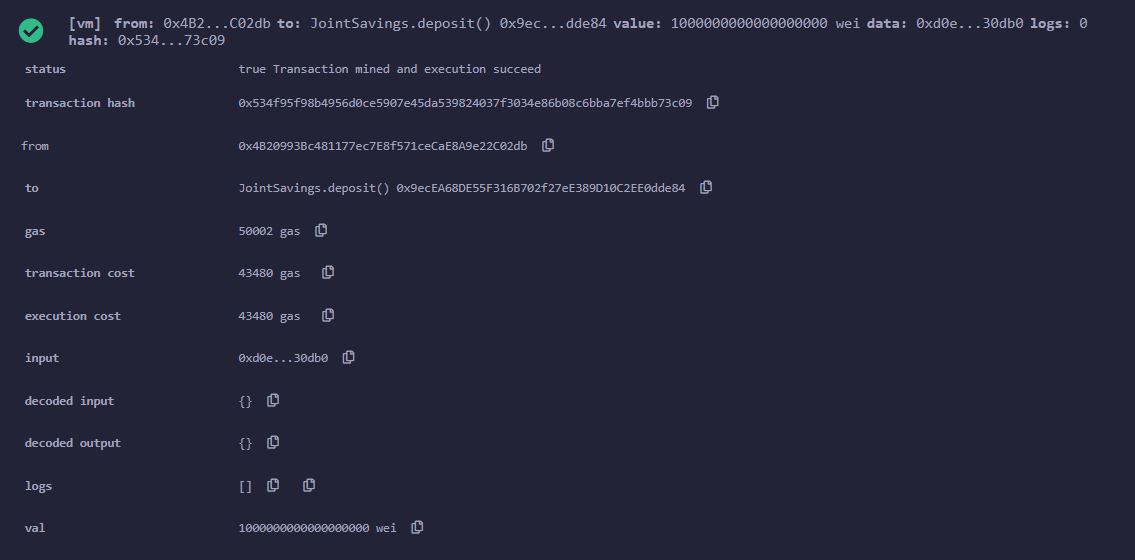 [vm] from: 0x4B2...C02db to: JointSavings.deposit() 0x9ec...dde84 value: 1000000000000000000 wei data: 0xd0e...30db0 logs: 0
hash: 0x534...73c09
status true Transaction mined and execution succeed
transaction hash 0x534f95f98b4956d0ce5907e45da539824037f3034e86b08c6bba7ef4bbb73c09
from 0x4B20993Bc481177ec7E8f571ceCaE8A9e22C02db
to JointSavings.deposit() 0x9ecEA68DE55F316B702f27eE389D10C2EE0dde84
gas 50002 gas
transaction cost 43480 gas
execution cost 43480 gas
input 0xd0e...30db0
decoded input {}
decoded output {}
logs []
val 1000000000000000000 wei